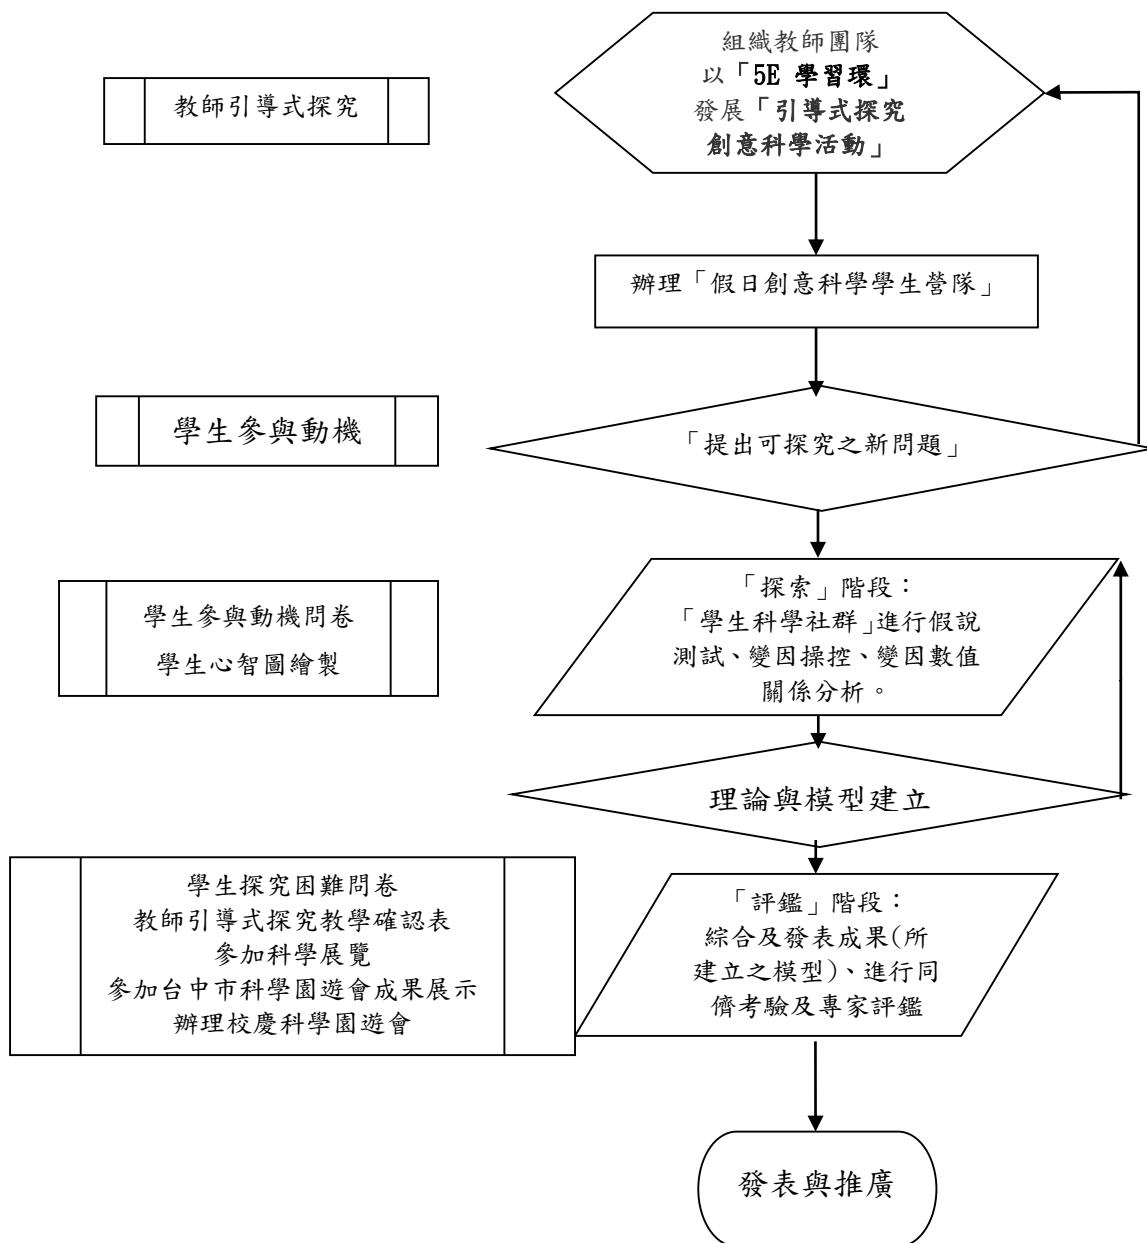 組織教師團隊
以「5E 學習環」
發展「引導式探究
創意科學活動」
教師引導式探究
辦理「假日創意科學學生營隊」
學生參與動機
「提出可探究之新問題」
「探索」階段：
「學生科學社群」進行假說
測試、變因操控、變因數值
關係分析。
學生參與動機問卷
學生心智圖繪製
理論與模型建立
學生探究困難問卷
教師引導式探究教學確認表
參加科學展覽
參加台中市科學園遊會成果展示
辦理校慶科學園遊會
「評鑑」階段：
綜合及發表成果(所
建立之模型)、進行同
儕考驗及專家評鑑
發表與推廣